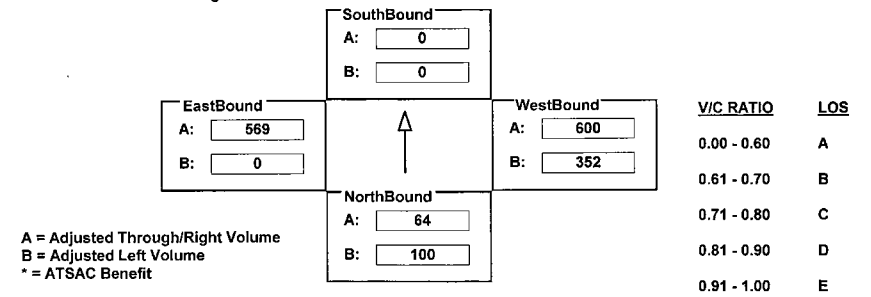 SouthBound
A: 0
B: 0
EastBound
A: 569
B: 0
WestBound
A: 600
B: 352
NorthBound
A: 64
B: 100
A = Adjusted Through/Right Volume
B = Adjusted Left Volume
* = ATSAC Benefit
V/C RATIO LOS
0.00 - 0.60 A
0.61 - 0.70 B
0.71 - 0.80 C
0.81 - 0.90 D
0.91 - 1.00 E